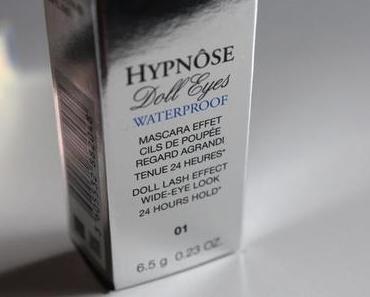 HYPNÔSE
Doll Eyes
WATERPROOF
MASCARA EFFET
CILS DE POUPÉE
REGARD AGRANDI
TENUE 24 HEURES*
DOLL LASH EFFECT
WIDE-EYE LOOK
24 HOURS HOLD*
01
6.5 g 0.23 OZ.